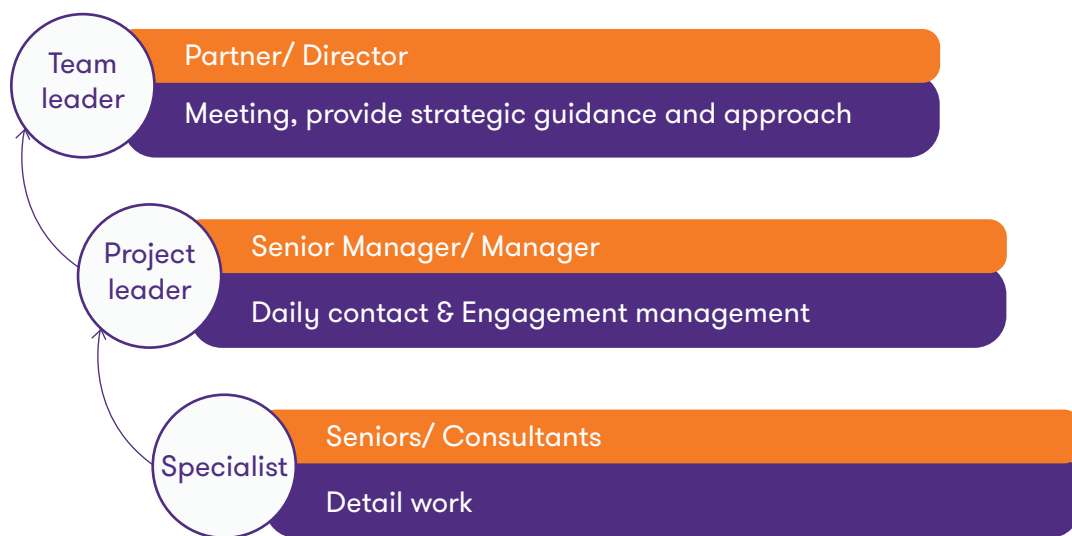 Team
leader
Partner/ Director
Meeting, provide strategic guidance and approach
Project
leader
Senior Manager/ Manager
Daily contact & Engagement management
Specialist
Seniors/ Consultants
Detail work